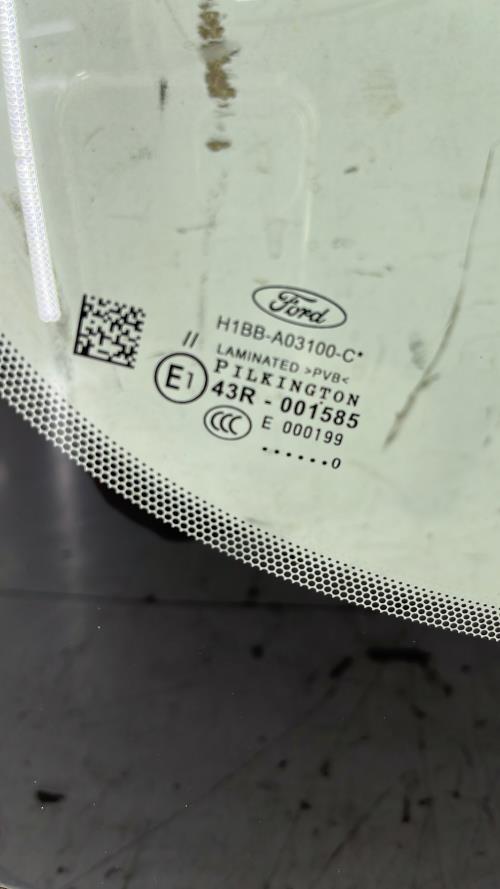 Ford
H1BB-A03100-C*
//
LAMINATED >PVB<
PILKINGTON
E1
43R - 001585
CCC
E 000199
......0